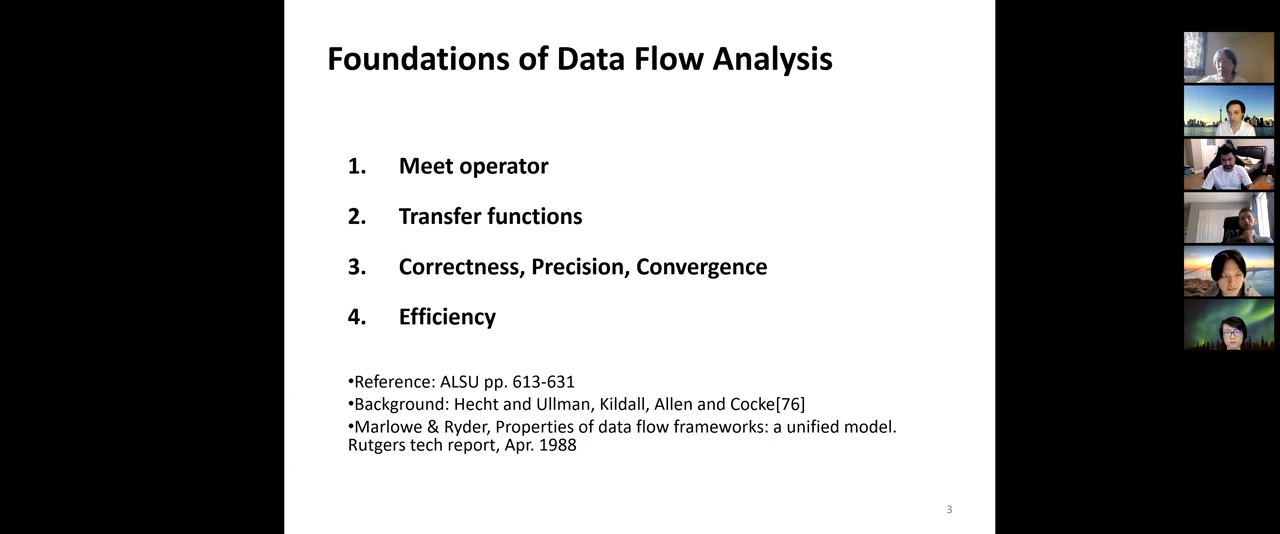 Foundations of Data Flow Analysis
1. Meet operator
2. Transfer functions
3. Correctness, Precision, Convergence
4. Efficiency
•Reference: ALSU pp. 613-631
•Background: Hecht and Ullman, Kildall, Allen and Cocke[76]
•Marlowe & Ryder, Properties of data flow frameworks: a unified model.
Rutgers tech report, Apr. 1988
3